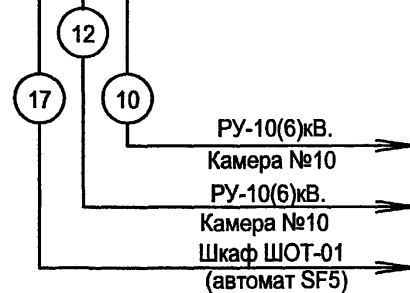 12
17
10
РУ-10(6)кВ.
Камера №10
РУ-10(6)кВ.
Камера №10
Шкаф ШОТ-01
(автомат SF5)